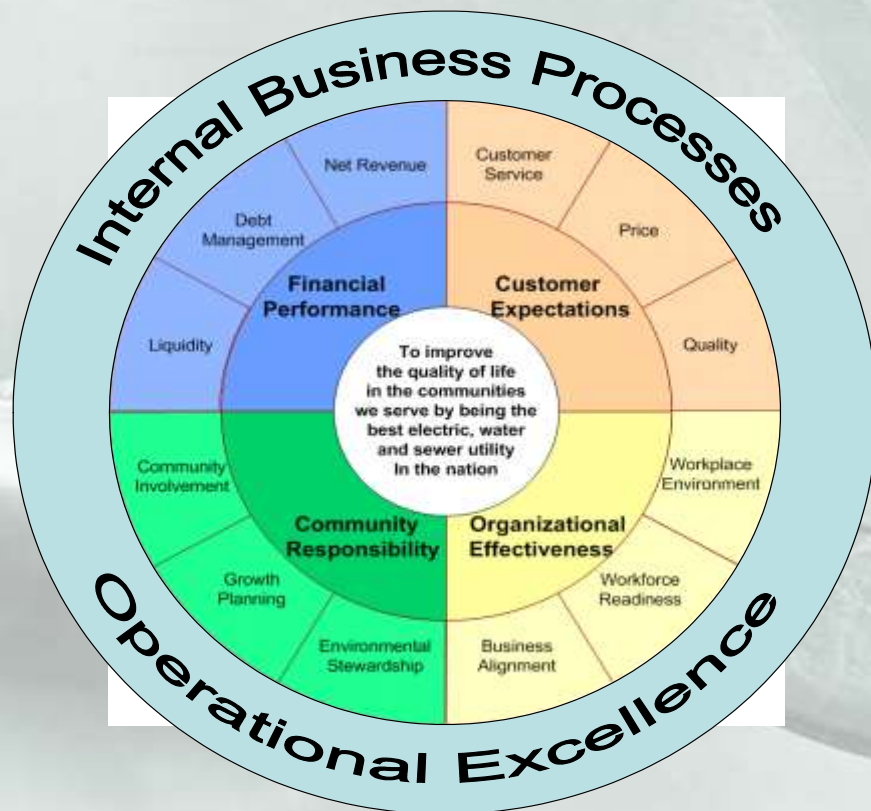 Internal Business Processes
Net Revenue
Debt
Management
Liquidity
Financial
Performance
Customer
Service
Price
Quality
Customer
Expectations
To improve
the quality of life
in the communities
we serve by being the
best electric, water
and sewer utility
In the nation
Community
Involvement
Growth
Planning
Environmental
Stewardship
Community
Responsibility
Organizational
Effectiveness
Workplace
Environment
Workforce
Readiness
Business
Alignment
Operational Excellence